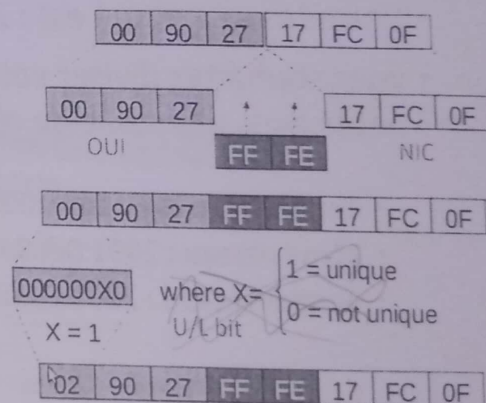 00 90 27 17 FC 0F
00 90 27 17 FC 0F
OUI FF FE NIC
00 90 27 FF FE 17 FC 0F
1 = unique
000000X0 where X=
0 = not unique
X = 1 U/L bit
02 90 27 FF FE 17 FC 0F